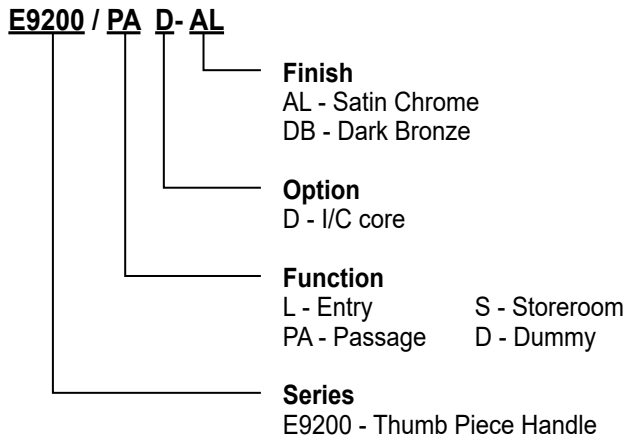 E9200 / PA D- AL
Finish
AL - Satin Chrome
DB - Dark Bronze
Option
D - I/C core
Function
L - Entry S - Storeroom
PA - Passage D - Dummy
Series
E9200 - Thumb Piece Handle